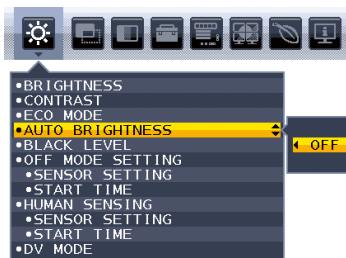 •BRIGHTNESS
•CONTRAST
•ECO MODE
•AUTO BRIGHTNESS
OFF
•BLACK LEVEL
•OFF MODE SETTING
•SENSOR SETTING
•START TIME
•HUMAN SENSING
•SENSOR SETTING
•START TIME
•DV MODE